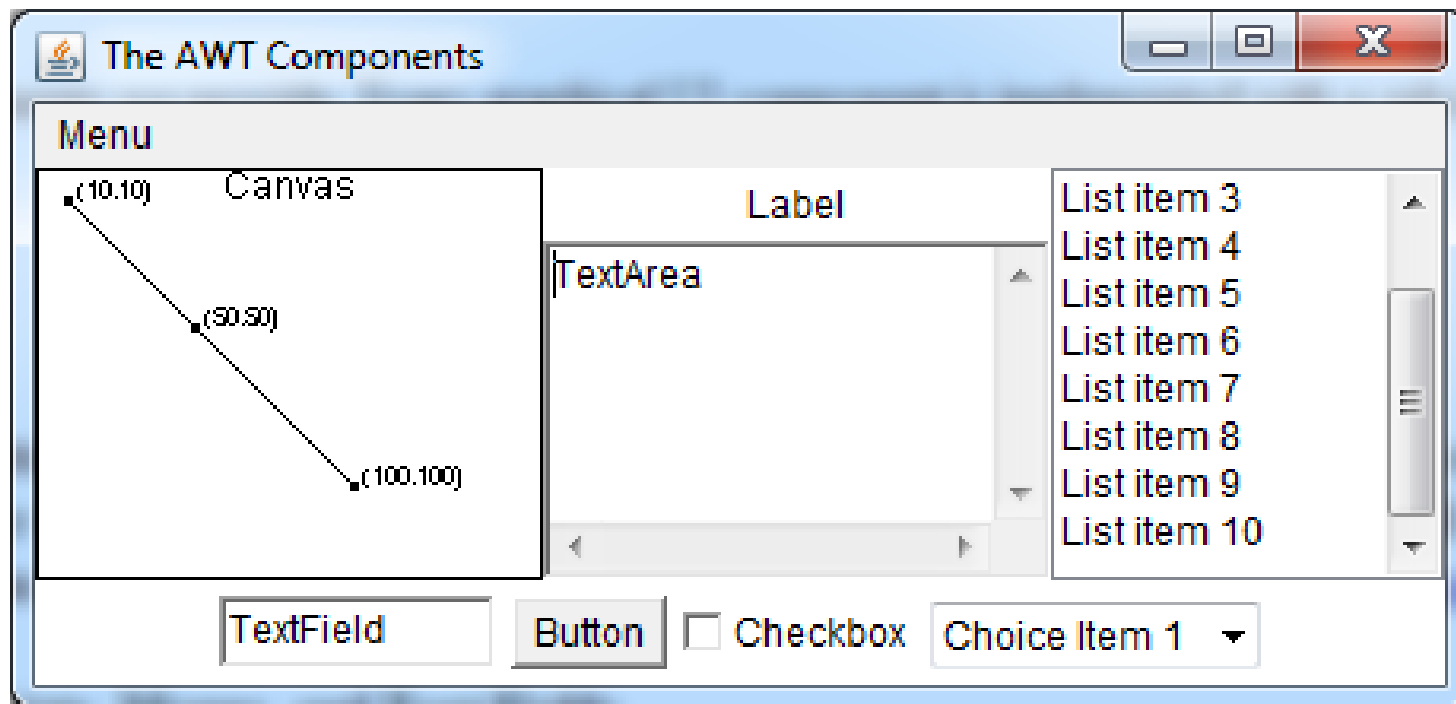 The AWT Components
Menu
Canvas
(10.10)
(50.50)
(100.100)
Label
TextArea
List item 3
List item 4
List item 5
List item 6
List item 7
List item 8
List item 9
List item 10
TextField
Button
Checkbox
Choice Item 1